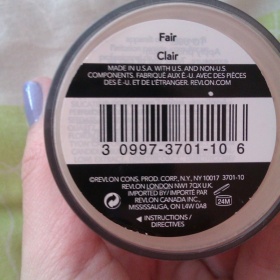 Fair
Clair
MADE IN U.S.A. WITH U.S. AND NON-US
COMPONENTS. FABRIQUÉ AUX É.-U. AVEC DES PIÈCES
DES É.-U. ET DE L'ÉTRANGER. REVLON.COM
3 0997-3701-10 6
©REVLON CONS. PROD. CORP., N.Y., NY 10017 3701-10
REVLON LONDON NW1 7QX U.K.
IMPORTED BY/IMPORTÉ PAR
REVLON CANADA INC.,
MISSISSAUGA, ON L4W 0A8
24M
INSTRUCTIONS /
DIRECTIVES